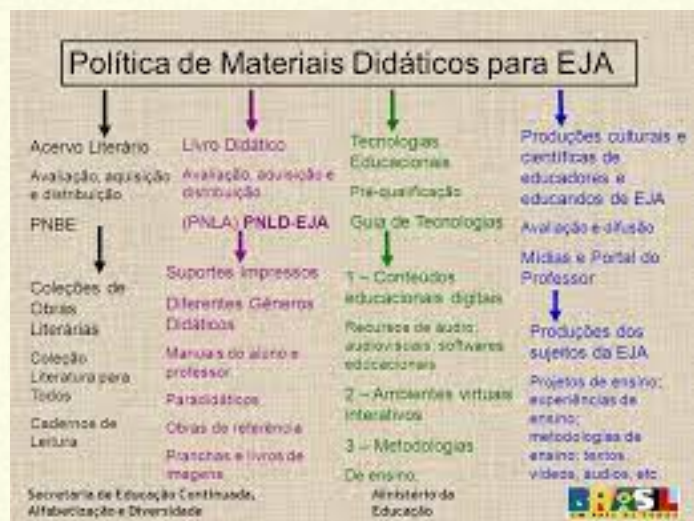 Política de Materiais Didáticos para EJA
Acervo Literário
Avaliação, aquisição
e distribuição
PNBE
Coleções de
Obras
Literárias
Coleção
Literatura para
Todos
Cadernos de
Leitura
Livro Didático
Avaliação, aquisição e
distribuição
(PNLA) PNLD-EJA
Suportes Impressos
Diferentes Gêneros
Didáticos
Manuais do aluno e
professor
Paradidáticos
Obras de referência
Pranchas e livros de
imagens
Tecnologias
Educacionais
Pré-qualificação
Guia de Tecnologias
1 – Conteúdos
educacionais digitais
Recursos de áudio;
audiovisuais; softwares
educacionais
2 – Ambientes virtuais
interativos
3 – Metodologias
De ensino;
Produções culturais e
científicas de
educadores e
educandos de EJA
Avaliação e difusão
Mídias e Portal do
Professor
Produções dos
sujeitos da EJA
Projetos de ensino;
experiências de
ensino;
metodologias de
ensino; textos,
vídeos, áudios, etc.
Secretaria de Educação Continuada,
Alfabetização e Diversidade
Ministério da
Educação
BRASIL
UM PAÍS DE TODOS